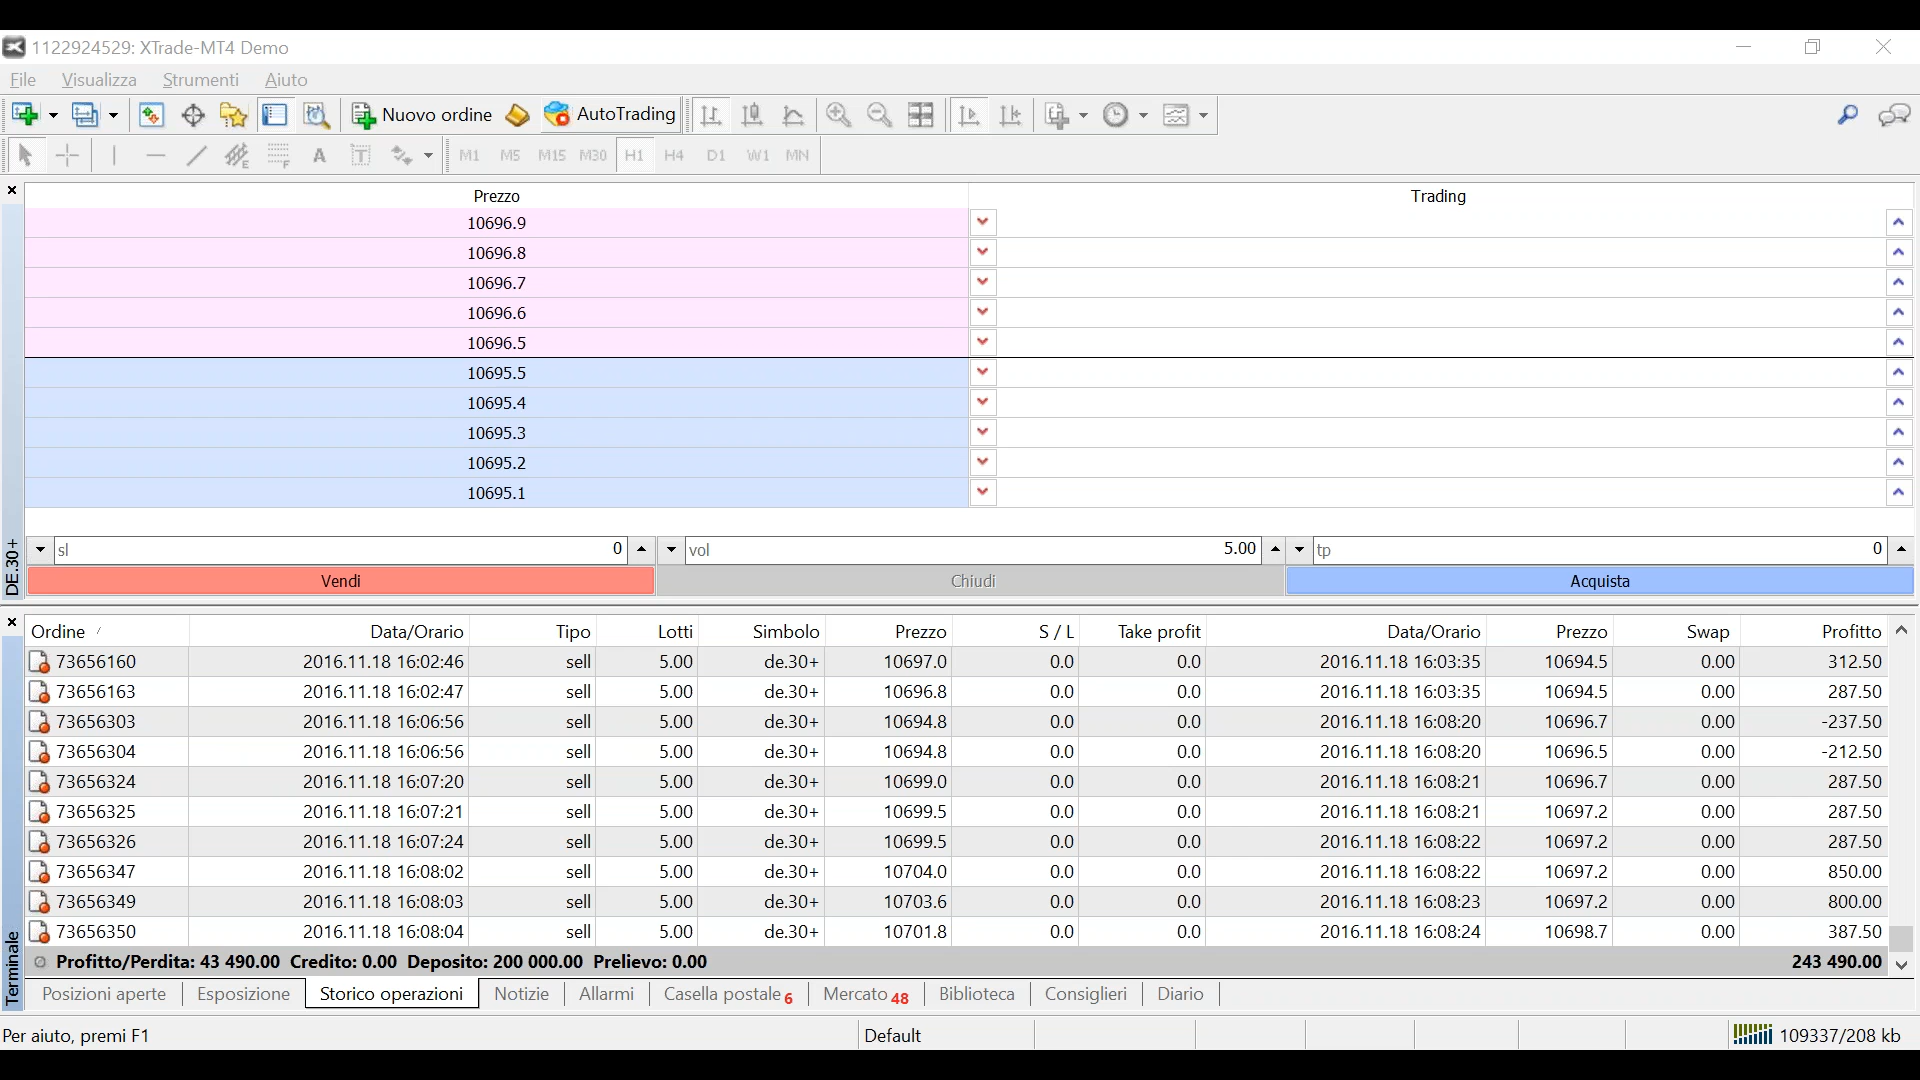 1122924529: XTrade-MT4 Demo
File Visualizza Strumenti Aiuto
Nuovo ordine AutoTrading
A T M1 M5 M15 M30 H1 H4 D1 W1 MN
Prezzo Trading
10696.9
10696.8
10696.7
10696.6
10696.5
10695.5
10695.4
10695.3
10695.2
10695.1
DE.30+
sl 0 vol 5.00 tp 0
Vendi Chiudi Acquista
Ordine / Data/Orario Tipo Lotti Simbolo Prezzo S / L Take profit Data/Orario Prezzo Swap Profitto
73656160 2016.11.18 16:02:46 sell 5.00 de.30+ 10697.0 0.0 0.0 2016.11.18 16:03:35 10694.5 0.00 312.50
73656163 2016.11.18 16:02:47 sell 5.00 de.30+ 10696.8 0.0 0.0 2016.11.18 16:03:35 10694.5 0.00 287.50
73656303 2016.11.18 16:06:56 sell 5.00 de.30+ 10694.8 0.0 0.0 2016.11.18 16:08:20 10696.7 0.00 -237.50
73656304 2016.11.18 16:06:56 sell 5.00 de.30+ 10694.8 0.0 0.0 2016.11.18 16:08:20 10696.5 0.00 -212.50
73656324 2016.11.18 16:07:20 sell 5.00 de.30+ 10699.0 0.0 0.0 2016.11.18 16:08:21 10696.7 0.00 287.50
73656325 2016.11.18 16:07:21 sell 5.00 de.30+ 10699.5 0.0 0.0 2016.11.18 16:08:21 10697.2 0.00 287.50
73656326 2016.11.18 16:07:24 sell 5.00 de.30+ 10699.5 0.0 0.0 2016.11.18 16:08:22 10697.2 0.00 287.50
73656347 2016.11.18 16:08:02 sell 5.00 de.30+ 10704.0 0.0 0.0 2016.11.18 16:08:22 10697.2 0.00 850.00
73656349 2016.11.18 16:08:03 sell 5.00 de.30+ 10703.6 0.0 0.0 2016.11.18 16:08:23 10697.2 0.00 800.00
73656350 2016.11.18 16:08:04 sell 5.00 de.30+ 10701.8 0.0 0.0 2016.11.18 16:08:24 10698.7 0.00 387.50
Profitto/Perdita: 43 490.00 Credito: 0.00 Deposito: 200 000.00 Prelievo: 0.00 243 490.00
Terminale
Posizioni aperte Esposizione Storico operazioni Notizie Allarmi Casella postale 6 Mercato 48 Biblioteca Consiglieri Diario
Per aiuto, premi F1 Default 109337/208 kb